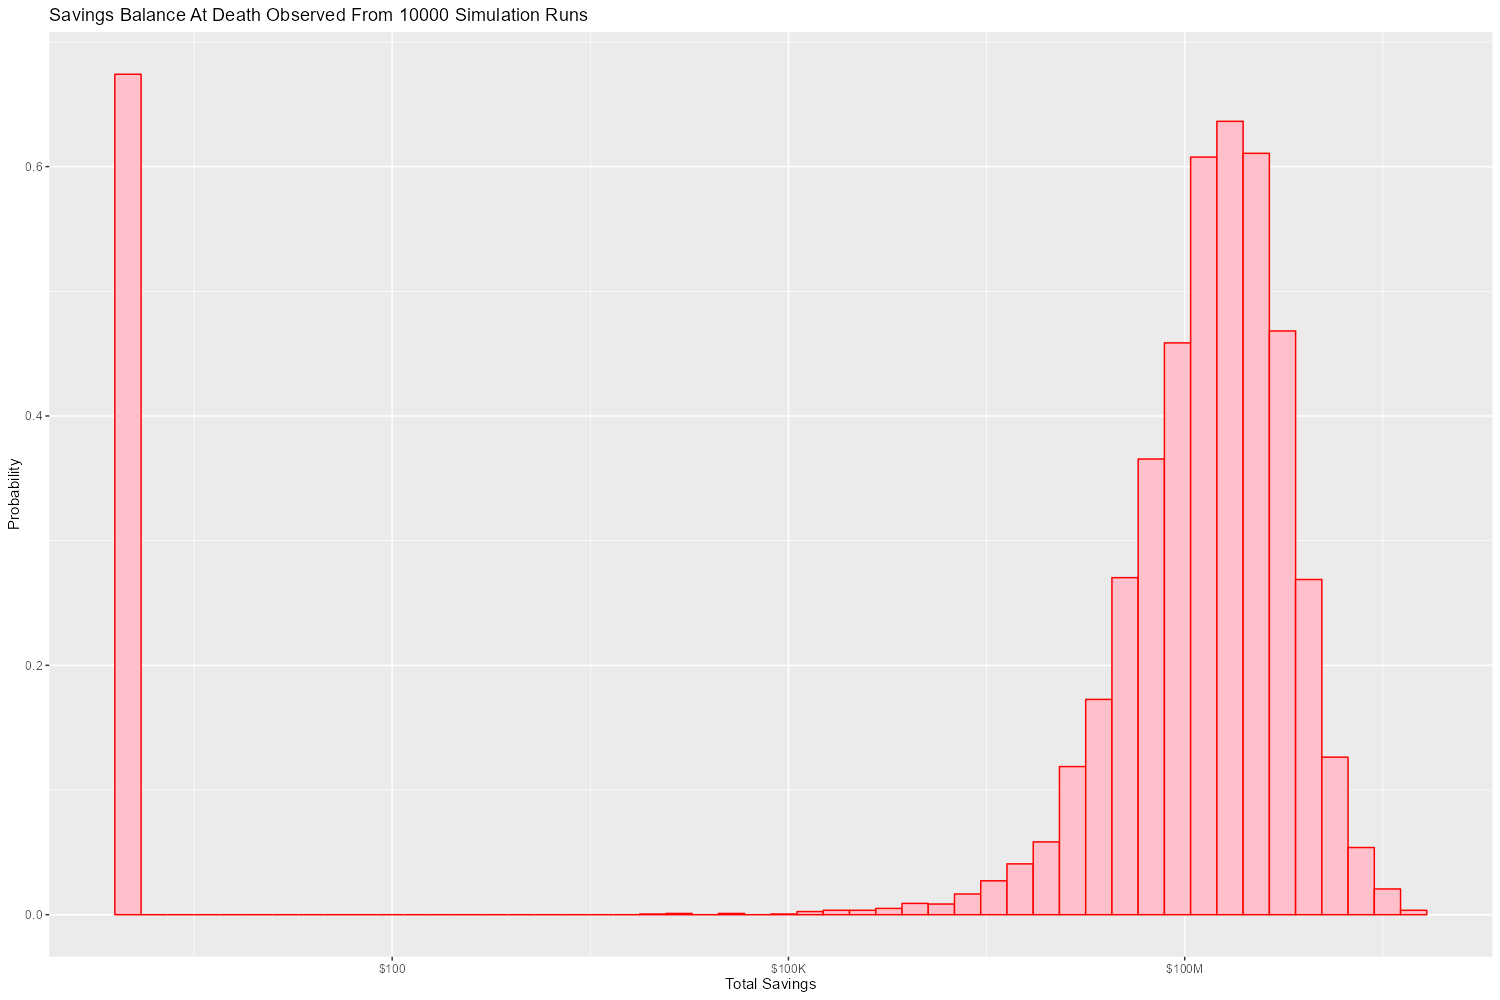 Savings Balance At Death Observed From 10000 Simulation Runs
Probability
0.6
0.4
0.2
0.0
$100
$100K
$100M
Total Savings